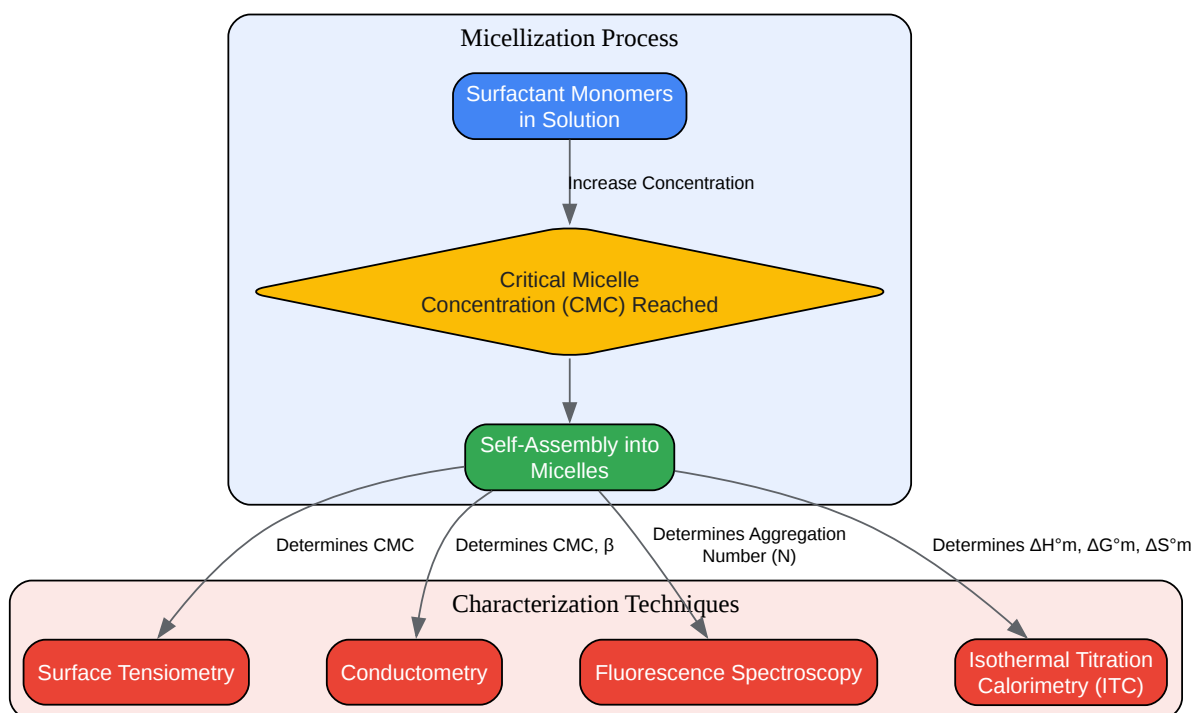 Micellization Process
Surfactant Monomers
in Solution
Increase Concentration
Critical Micelle
Concentration (CMC) Reached
Self-Assembly into
Micelles
Determines CMC
Determines CMC, β
Determines Aggregation
Number (N)
Determines ΔH°m, ΔG°m, ΔS°m
Characterization Techniques
Surface Tensiometry
Conductometry
Fluorescence Spectroscopy
Isothermal Titration
Calorimetry (ITC)